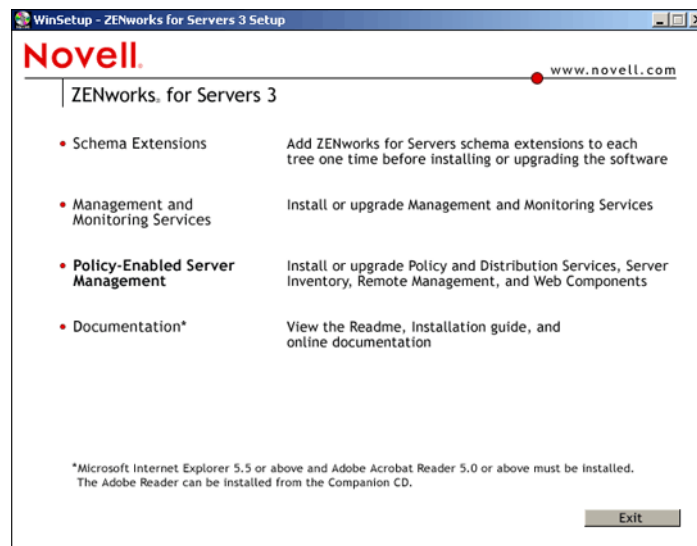 WinSetup - ZENworks for Servers 3 Setup
Novell.
www.novell.com
ZENworks® for Servers 3
• Schema Extensions
Add ZENworks for Servers schema extensions to each
tree one time before installing or upgrading the software
• Management and
Monitoring Services
Install or upgrade Management and Monitoring Services
• Policy-Enabled Server
Management
Install or upgrade Policy and Distribution Services, Server
Inventory, Remote Management, and Web Components
• Documentation*
View the Readme, Installation guide, and
online documentation
*Microsoft Internet Explorer 5.5 or above and Adobe Acrobat Reader 5.0 or above must be installed.
The Adobe Reader can be installed from the Companion CD.
Exit